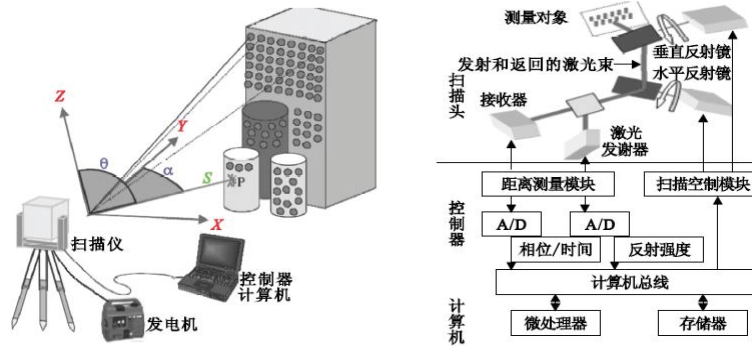 Z
Y
θ
α
S
P
X
扫描仪
控制器
计算机
发电机
测量对象
垂直反射镜
发射和返回的激光束
水平反射镜
扫描头
接收器
激光
发谢器
距离测量模块
扫描空制模块
控制器
A/D
A/D
相位/时间
反射强度
计算机总线
计算机
微处理器
存储器